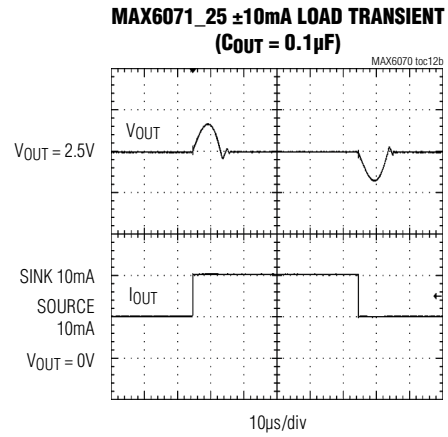 MAX6071_25 ±10mA LOAD TRANSIENT
(COUT = 0.1µF)
MAX6070 toc12b
VOUT
VOUT = 2.5V
SINK 10mA
IOUT
SOURCE
10mA
VOUT = 0V
10µs/div